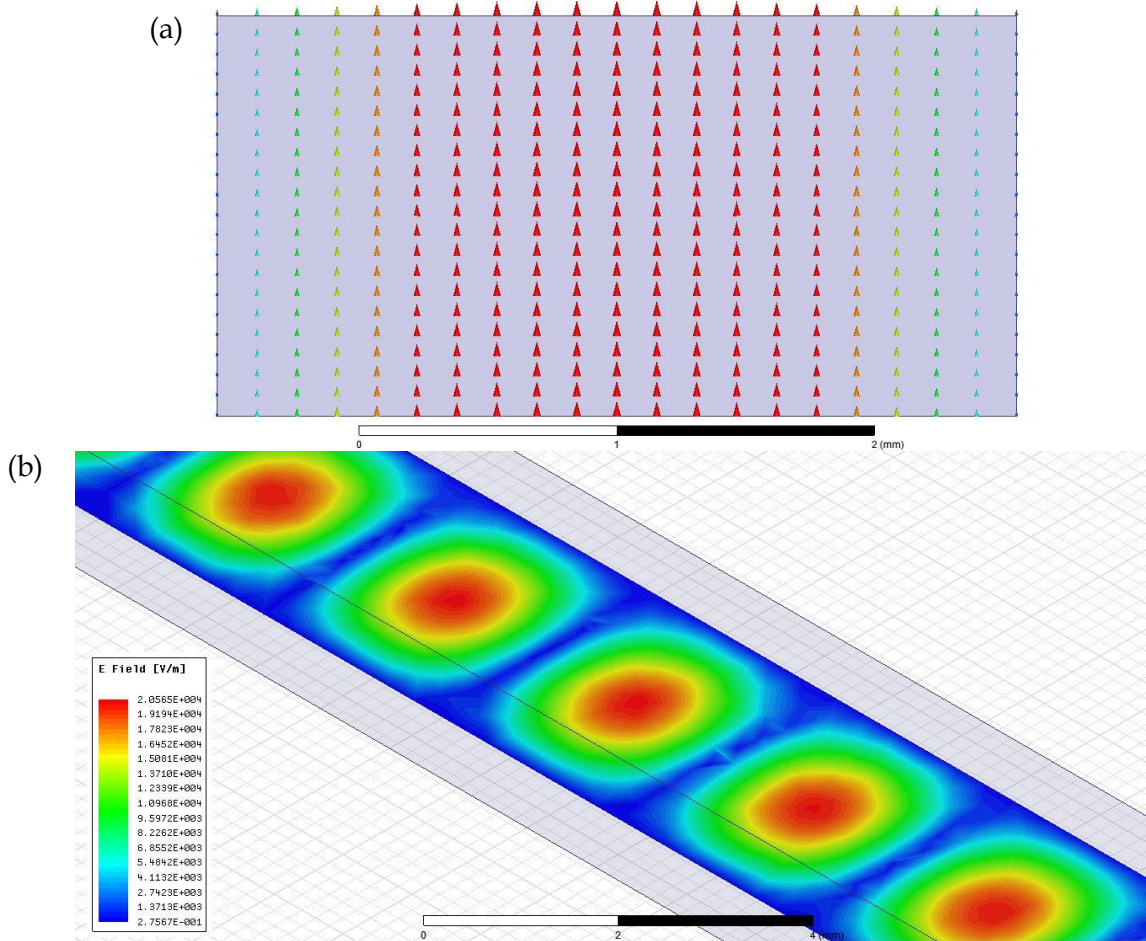 (a)
0 1 2 (mm)
(b)
E Field [V/m]
2.0565E+004
1.9194E+004
1.7823E+004
1.6452E+004
1.5081E+004
1.3710E+004
1.2339E+004
1.0968E+004
9.5972E+003
8.2262E+003
6.8552E+003
5.4842E+003
4.1132E+003
2.7423E+003
1.3713E+003
2.7567E-001
0 2 4 (mm)